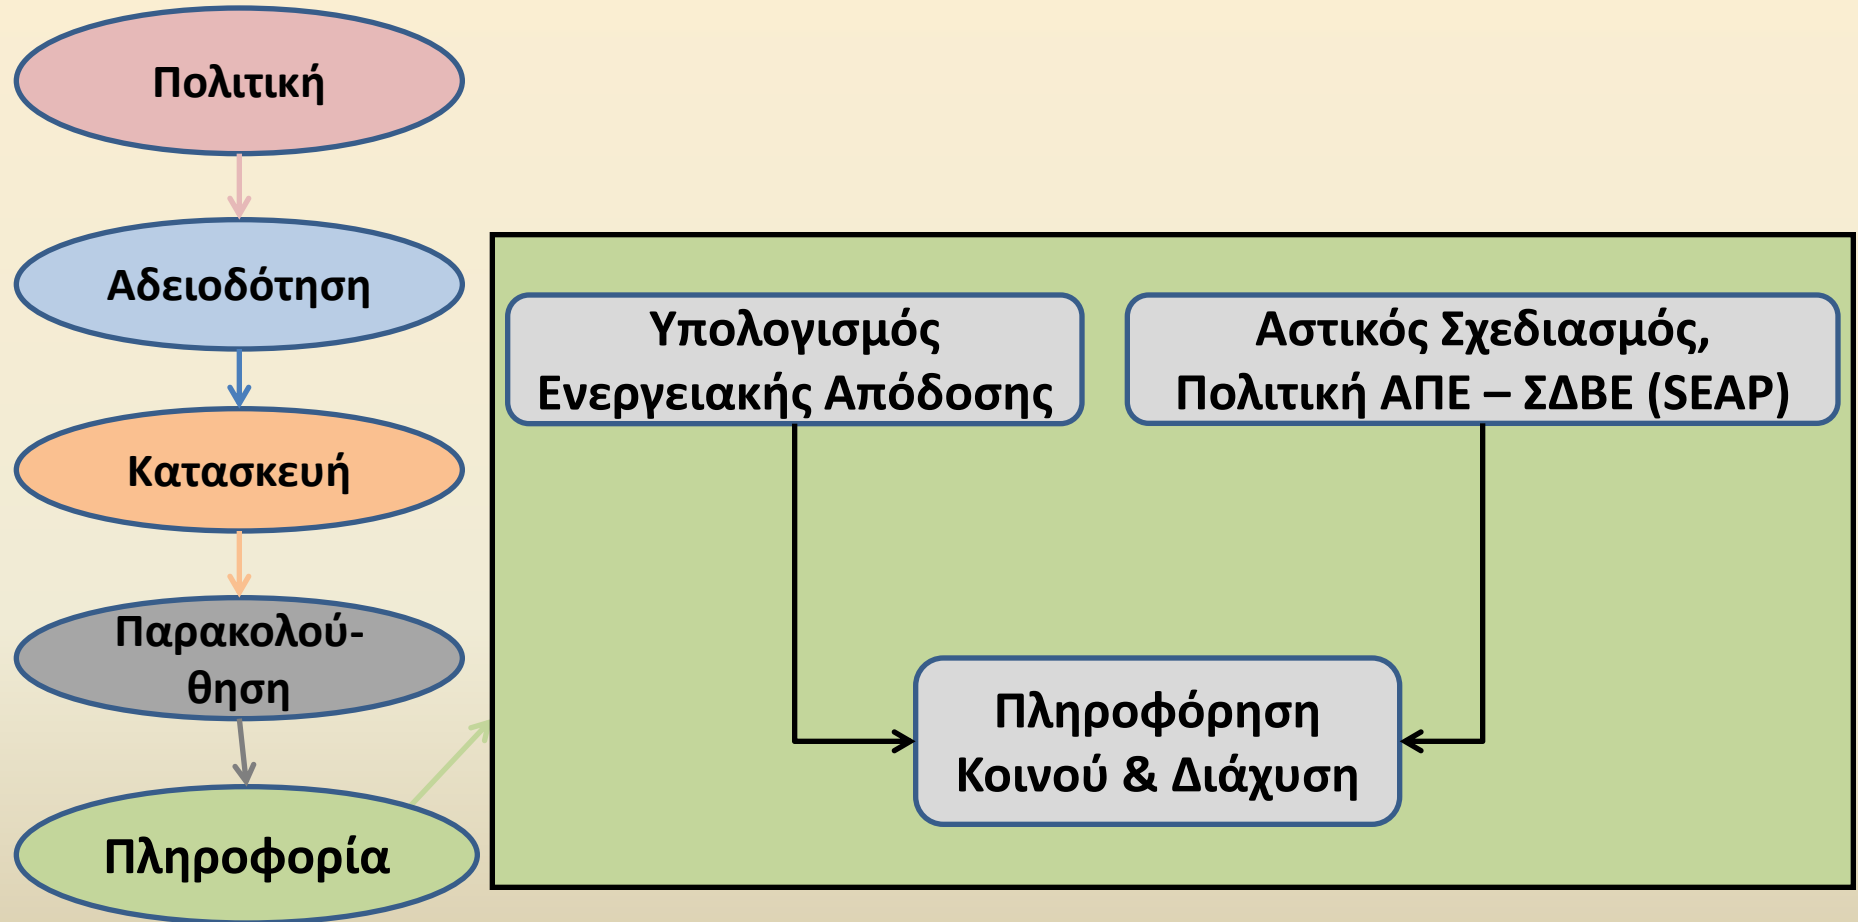 Πολιτική
Αδειοδότηση
Κατασκευή
Παρακολού-
θηση
Πληροφορία
Υπολογισμός
Ενεργειακής Απόδοσης
Αστικός Σχεδιασμός,
Πολιτική ΑΠΕ – ΣΔΒΕ (SEAP)
Πληροφόρηση
Κοινού & Διάχυση